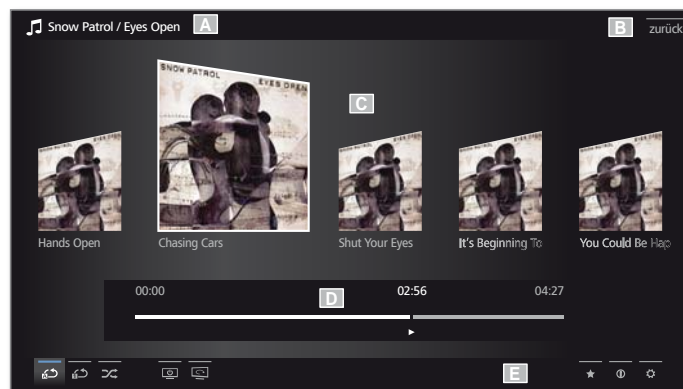 Snow Patrol / Eyes Open
A
B
zurück
SNOW PATROL
EYES OPEN
C
Hands Open
Chasing Cars
Shut Your Eyes
It's Beginning To
You Could Be Hap
00:00
D
02:56
04:27
E